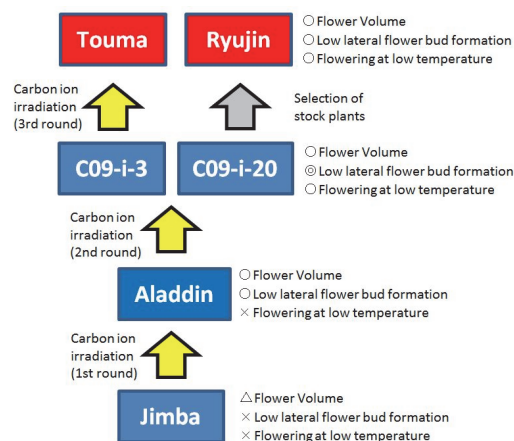 Touma
Ryujin
○Flower Volume
○Low lateral flower bud formation
○Flowering at low temperature
Carbon ion
irradiation
(3rd round)
Selection of
stock plants
C09-i-3
C09-i-20
○Flower Volume
◎Low lateral flower bud formation
○Flowering at low temperature
Carbon ion
irradiation
(2nd round)
Aladdin
○Flower Volume
○Low lateral flower bud formation
×Flowering at low temperature
Carbon ion
irradiation
(1st round)
Jimba
△Flower Volume
×Low lateral flower bud formation
×Flowering at low temperature